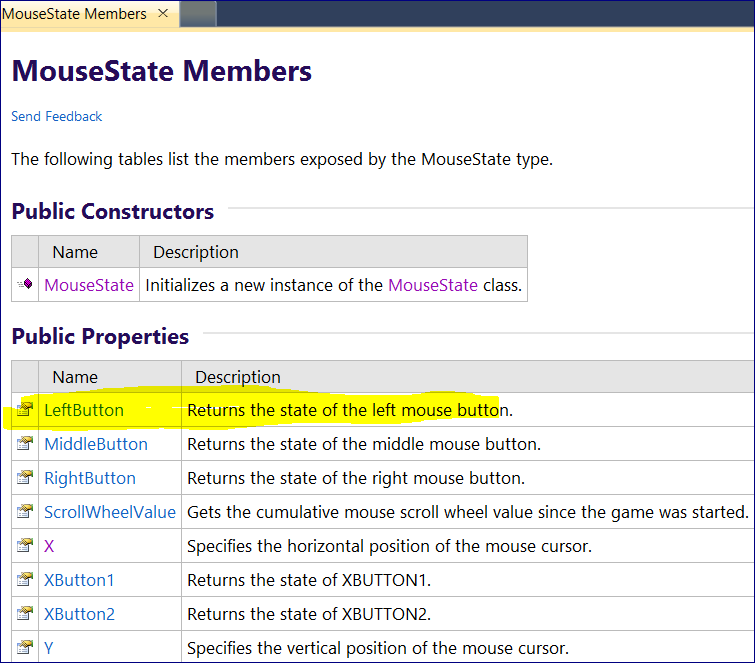 MouseState Members ×
MouseState Members
Send Feedback
The following tables list the members exposed by the MouseState type.
Public Constructors
Name Description
MouseState Initializes a new instance of the MouseState class.
Public Properties
Name Description
LeftButton Returns the state of the left mouse button.
MiddleButton Returns the state of the middle mouse button.
RightButton Returns the state of the right mouse button.
ScrollWheelValue Gets the cumulative mouse scroll wheel value since the game was started.
X Specifies the horizontal position of the mouse cursor.
XButton1 Returns the state of XBUTTON1.
XButton2 Returns the state of XBUTTON2.
Y Specifies the vertical position of the mouse cursor.